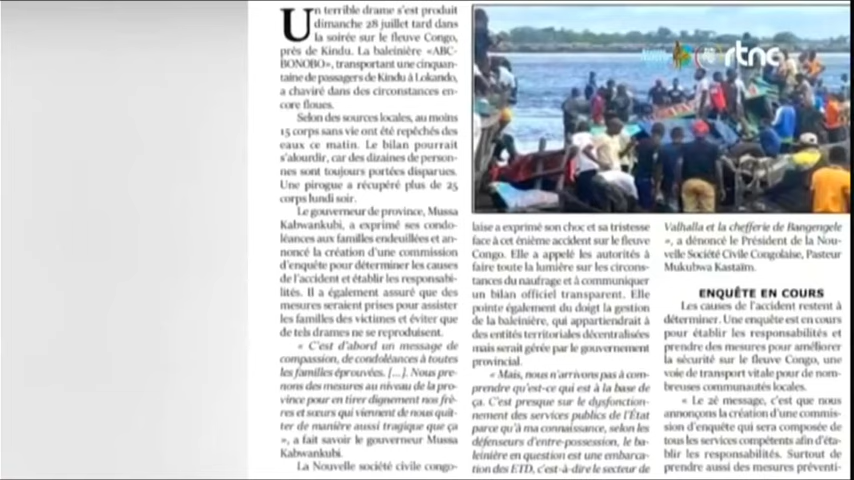 Un terrible drame s'est produit
dimanche 28 juillet tard dans
la soirée sur le fleuve Congo,
près de Kindu. La baleinière «ABC-
BONOBO», transportant une cinquan-
taine de passagers de Kindu à Lokando,
a chaviré dans des circonstances en-
core floues.
Selon des sources locales, au moins
15 corps sans vie ont été repêchés des
eaux ce matin. Le bilan pourrait
s'alourdir, car des dizaines de person-
nes sont toujours portées disparues.
Une pirogue a récupéré plus de 25
corps lundi soir.
Le gouverneur de province, Mussa
Kabwankubi, a exprimé ses condo-
léances aux familles endeuillées et an-
noncé la création d'une commission
d'enquête pour déterminer les causes
de l'accident et établir les responsabi-
lités. Il a également assuré que des
mesures seraient prises pour assister
les familles des victimes et éviter que
de tels drames ne se reproduisent.
« C'est d'abord un message de
compassion, de condoléances à toutes
les familles éprouvées. [...]. Nous pre-
nons des mesures au niveau de la pro-
vince pour en tirer dignement nos frè-
res et sœurs qui viennent de nous quit-
ter de manière aussi tragique que ça
», a fait savoir le gouverneur Mussa
Kabwankubi.
La Nouvelle société civile congo-
laise a exprimé son choc et sa tristesse
face à cet énième accident sur le fleuve
Congo. Elle a appelé les autorités à
faire toute la lumière sur les circons-
tances du naufrage et à communiquer
un bilan officiel transparent. Elle
pointe également du doigt la gestion
de la baleinière, qui appartiendrait à
des entités territoriales décentralisées
mais serait gérée par le gouvernement
provincial.
« Mais, nous n'arrivons pas à com-
prendre qu'est-ce qui est à la base de
ça. C'est presque sur le dysfonction-
nement des services publics de l'État
parce qu'à ma connaissance, selon les
défenseurs d'entre-possession, le ba-
leinière en question est une embarca-
tion des ETD, c'est-à-dire le secteur de
rtnc
Valhalla et la chefferie de Bangengele
», a dénoncé le Président de la Nou-
velle Société Civile Congolaise, Pasteur
Mukubwa Kastaïm.
ENQUÊTE EN COURS
Les causes de l'accident restent à
déterminer. Une enquête est en cours
pour établir les responsabilités et
prendre des mesures pour améliorer
la sécurité sur le fleuve Congo, une
voie de transport vitale pour de nom-
breuses communautés locales.
« Le 2è message, c'est que nous
annonçons la création d'une commis-
sion d'enquête qui sera composée de
tous les services compétents afin d'éta-
blir les responsabilités. Surtout de
prendre aussi des mesures préventi-